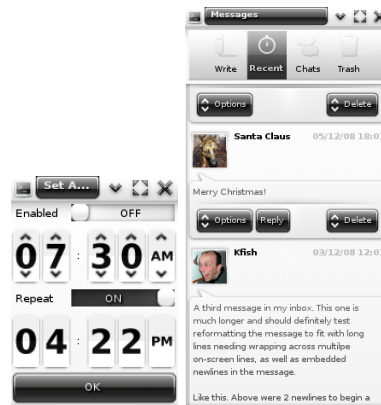 Messages
Write Recent Chats Trash
Options Delete
Santa Claus 05/12/08 18:0
Merry Christmas!
Options Reply Delete
Kfish 03/12/08 12:0
A third message in my inbox. This one is
much longer and should definitely test
reformatting the message to fit with long
lines needing wrapping across multilpe
on-screen lines, as well as embedded
newlines in the message.
Like this. Above were 2 newlines to begin a
Set A...
Enabled OFF
07 : 30 AM
Repeat ON
04 : 22 PM
OK